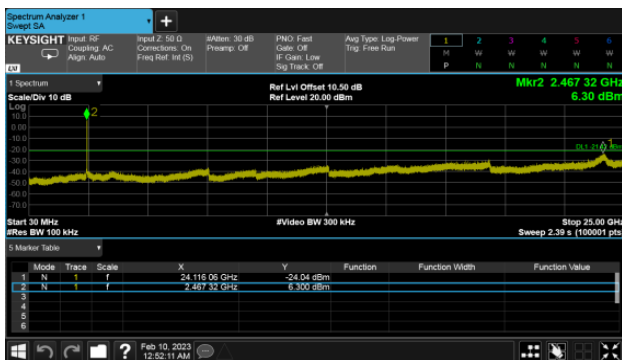 Spectrum Analyzer 1
Swept SA
KEYSIGHT Input: RF Input Z: 50 Ω #Atten: 30 dB PNO: Fast Avg Type: Log-Power 1 2 3 4 5 6
Coupling: AC Corrections: On Preamp: Off Gate: Off Trig: Free Run M W W W W W
Align: Auto Freq Ref: Int (S) IF Gain: Low
Sig Track: Off P N N N N N
LXI
1 Spectrum Ref Lvl Offset 10.50 dB Mkr2 2.467 32 GHz
Scale/Div 10 dB Ref Level 20.00 dBm 6.30 dBm
Log
10.0
0.00
-10.0
-20.0
-30.0
-40.0
-50.0
-60.0
-70.0
2
1
Start 30 MHz #Video BW 300 kHz Stop 25.00 GHz
#Res BW 100 kHz Sweep 2.39 s (100001 pts)
5 Marker Table
Mode Trace Scale X Y Function Function Width Function Value
1 N 1 f 24.116 06 GHz -24.04 dBm
2 N 1 f 2.467 32 GHz 6.300 dBm
3
4
5
6
? Feb 10, 2023
12:52:11 AM